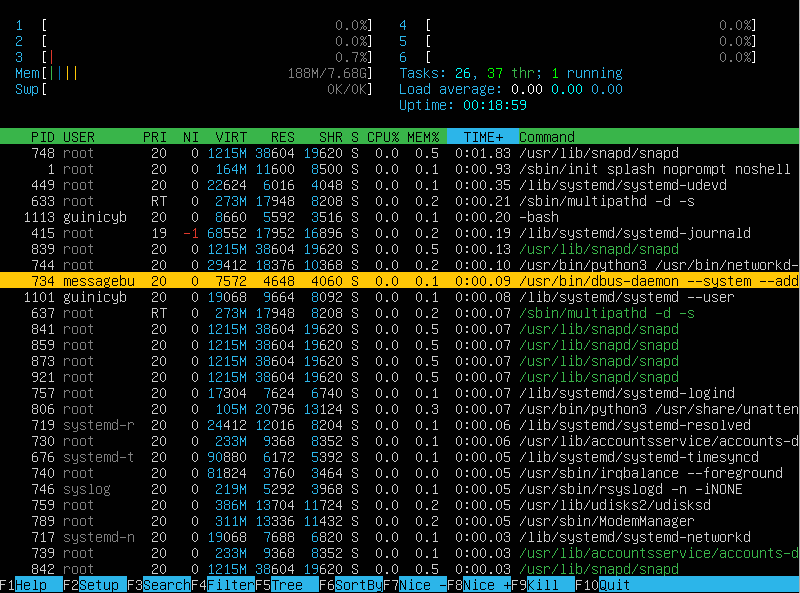 1 [ 0.0%] 4 [ 0.0%]
2 [ 0.0%] 5 [ 0.0%]
3 [| 0.7%] 6 [ 0.0%]
Mem[|||| 188M/7.68G] Tasks: 26, 37 thr; 1 running
Swp[ 0K/0K] Load average: 0.00 0.00 0.00
Uptime: 00:18:59
PID USER PRI NI VIRT RES SHR S CPU% MEM% TIME+ Command
748 root 20 0 1215M 38604 19620 S 0.0 0.5 0:01.83 /usr/lib/snapd/snapd
1 root 20 0 164M 11600 8500 S 0.0 0.1 0:00.93 /sbin/init splash noprompt noshell
449 root 20 0 22624 6016 4048 S 0.0 0.1 0:00.35 /lib/systemd/systemd-udevd
633 root RT 0 273M 17948 8208 S 0.0 0.2 0:00.21 /sbin/multipathd -d -s
1113 guinicyb 20 0 8660 5592 3516 S 0.0 0.1 0:00.20 -bash
415 root 19 -1 68552 17952 16896 S 0.0 0.2 0:00.19 /lib/systemd/systemd-journald
839 root 20 0 1215M 38604 19620 S 0.0 0.5 0:00.13 /usr/lib/snapd/snapd
744 root 20 0 29412 18376 10368 S 0.0 0.2 0:00.10 /usr/bin/python3 /usr/bin/networkd-
734 messagebu 20 0 7572 4648 4060 S 0.0 0.1 0:00.09 /usr/bin/dbus-daemon --system --add
1101 guinicyb 20 0 19068 9664 8092 S 0.0 0.1 0:00.08 /lib/systemd/systemd --user
637 root RT 0 273M 17948 8208 S 0.0 0.2 0:00.07 /sbin/multipathd -d -s
841 root 20 0 1215M 38604 19620 S 0.0 0.5 0:00.07 /usr/lib/snapd/snapd
859 root 20 0 1215M 38604 19620 S 0.0 0.5 0:00.07 /usr/lib/snapd/snapd
873 root 20 0 1215M 38604 19620 S 0.0 0.5 0:00.07 /usr/lib/snapd/snapd
921 root 20 0 1215M 38604 19620 S 0.0 0.5 0:00.07 /usr/lib/snapd/snapd
757 root 20 0 17304 7624 6740 S 0.0 0.1 0:00.07 /lib/systemd/systemd-logind
806 root 20 0 105M 20796 13124 S 0.0 0.3 0:00.07 /usr/bin/python3 /usr/share/unatten
719 systemd-r 20 0 24412 12016 8204 S 0.0 0.1 0:00.06 /lib/systemd/systemd-resolved
730 root 20 0 233M 9368 8352 S 0.0 0.1 0:00.06 /usr/lib/accountsservice/accounts-d
676 systemd-t 20 0 90880 6172 5392 S 0.0 0.1 0:00.05 /lib/systemd/systemd-timesyncd
740 root 20 0 81824 3760 3464 S 0.0 0.0 0:00.05 /usr/sbin/irqbalance --foreground
746 syslog 20 0 219M 5292 3968 S 0.0 0.1 0:00.05 /usr/sbin/rsyslogd -n -iNONE
759 root 20 0 386M 13704 11724 S 0.0 0.2 0:00.05 /usr/lib/udisks2/udisksd
789 root 20 0 311M 13336 11432 S 0.0 0.2 0:00.05 /usr/sbin/ModemManager
717 systemd-n 20 0 19068 7688 6820 S 0.0 0.1 0:00.03 /lib/systemd/systemd-networkd
739 root 20 0 233M 9368 8352 S 0.0 0.1 0:00.03 /usr/lib/accountsservice/accounts-d
842 root 20 0 1215M 38604 19620 S 0.0 0.5 0:00.04 /usr/lib/snapd/snapd
F1Help F2Setup F3SearchF4FilterF5Tree F6SortByF7Nice -F8Nice +F9Kill F10Quit